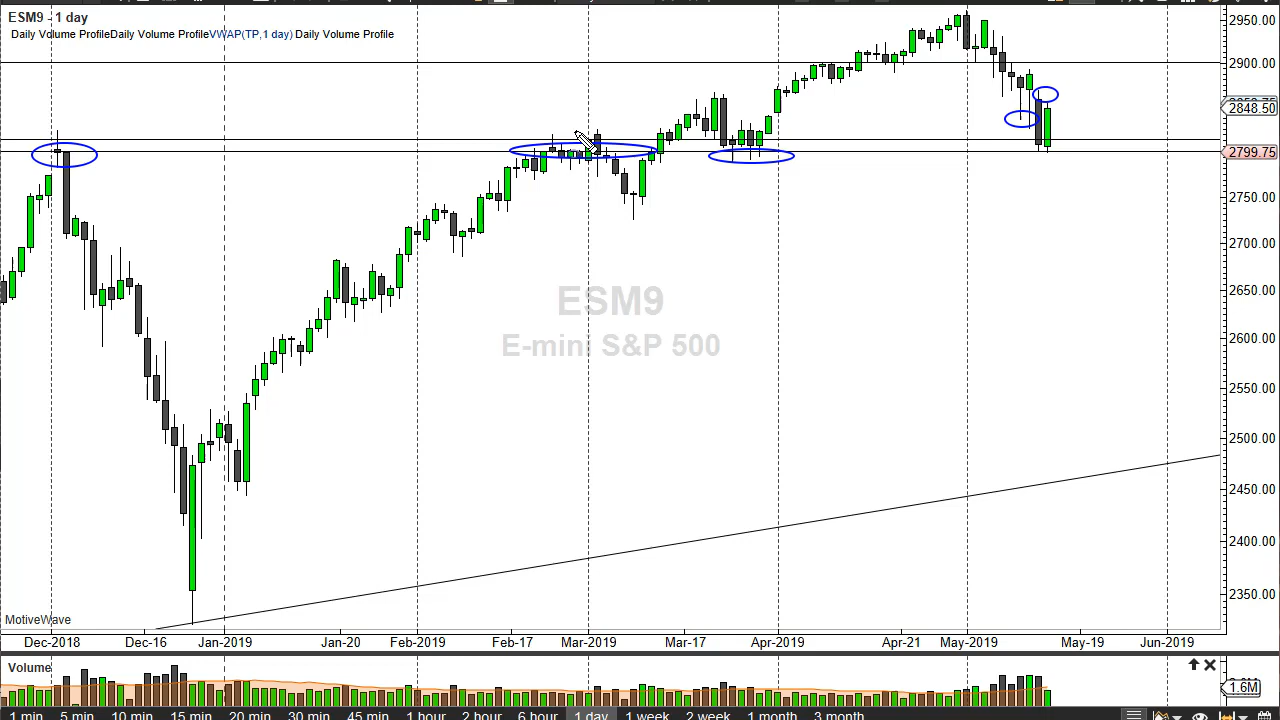 ESM9 - 1 day
Daily Volume ProfileDaily Volume ProfileVWAP(TP,1 day) Daily Volume Profile
2950.00
2900.00
2848.50
2799.75
2750.00
2700.00
2650.00
2600.00
2550.00
2500.00
2450.00
2400.00
2350.00
ESM9
E-mini S&P 500
MotiveWave
Dec-2018 Dec-16 Jan-2019 Jan-20 Feb-2019 Feb-17 Mar-2019 Mar-17 Apr-2019 Apr-21 May-2019 May-19 Jun-2019
Volume
1.6M
1 min 5 min 10 min 15 min 20 min 30 min 45 min 1 hour 2 hour 6 hour 1 day 1 week 2 week 1 month 3 month